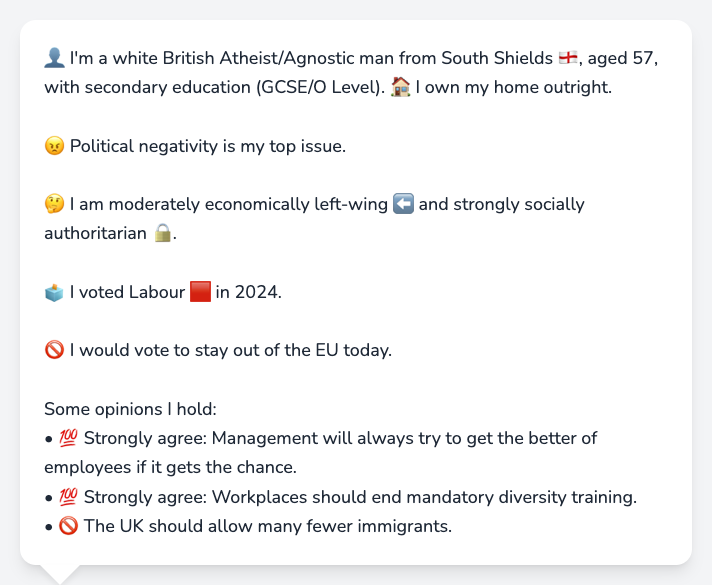 👤 I'm a white British Atheist/Agnostic man from South Shields 🏴󠁧󠁢󠁥󠁮󠁧󠁿, aged 57,
with secondary education (GCSE/O Level). 🏠 I own my home outright.
😠 Political negativity is my top issue.
🤔 I am moderately economically left-wing ⬅️ and strongly socially
authoritarian 🔒.
🗳️ I voted Labour 🟥 in 2024.
🚫 I would vote to stay out of the EU today.
Some opinions I hold:
• 💯 Strongly agree: Management will always try to get the better of
employees if it gets the chance.
• 💯 Strongly agree: Workplaces should end mandatory diversity training.
• 🚫 The UK should allow many fewer immigrants.